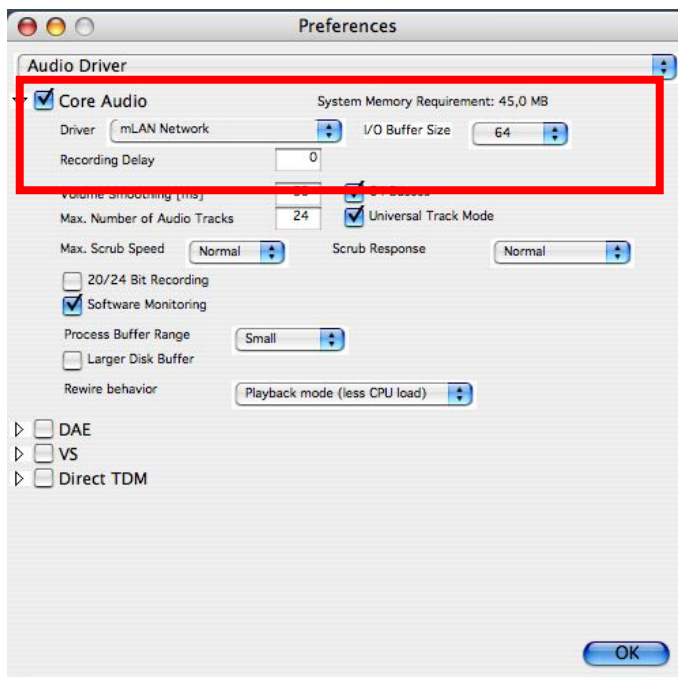 Preferences
Audio Driver
Core Audio System Memory Requirement: 45,0 MB
Driver mLAN Network I/O Buffer Size 64
Recording Delay 0
Volume Smoothing [ms]
Max. Number of Audio Tracks 24 Universal Track Mode
Max. Scrub Speed Normal Scrub Response Normal
20/24 Bit Recording
Software Monitoring
Process Buffer Range Small
Larger Disk Buffer
Rewire behavior Playback mode (less CPU load)
DAE
VS
Direct TDM
OK